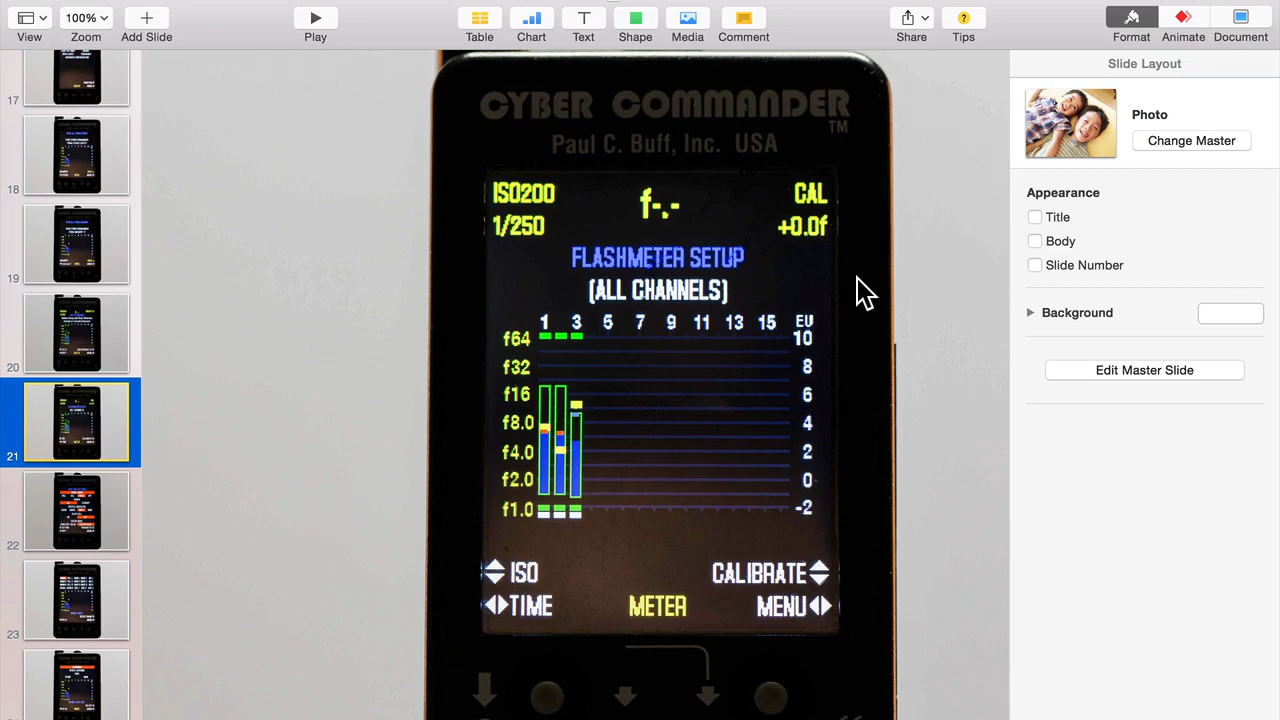 View
100%
Zoom
Add Slide
Play
Table
Chart
T
Text
Shape
Media
Comment
Share
?
Tips
Format
Animate
Document
17
18
19
20
21
22
23
CYBER COMMANDER
TM
Paul C. Buff, Inc. USA
ISO200 f-.- CAL
1/250 +0.0f
FLASHMETER SETUP
(ALL CHANNELS)
1 3 5 7 9 11 13 15 EV
f64 10
f32 8
f16 6
f8.0 4
f4.0 2
f2.0 0
f1.0 -2
ISO CALIBRATE
TIME METER MENU
Slide Layout
Photo
Change Master
Appearance
Title
Body
Slide Number
Background
Edit Master Slide